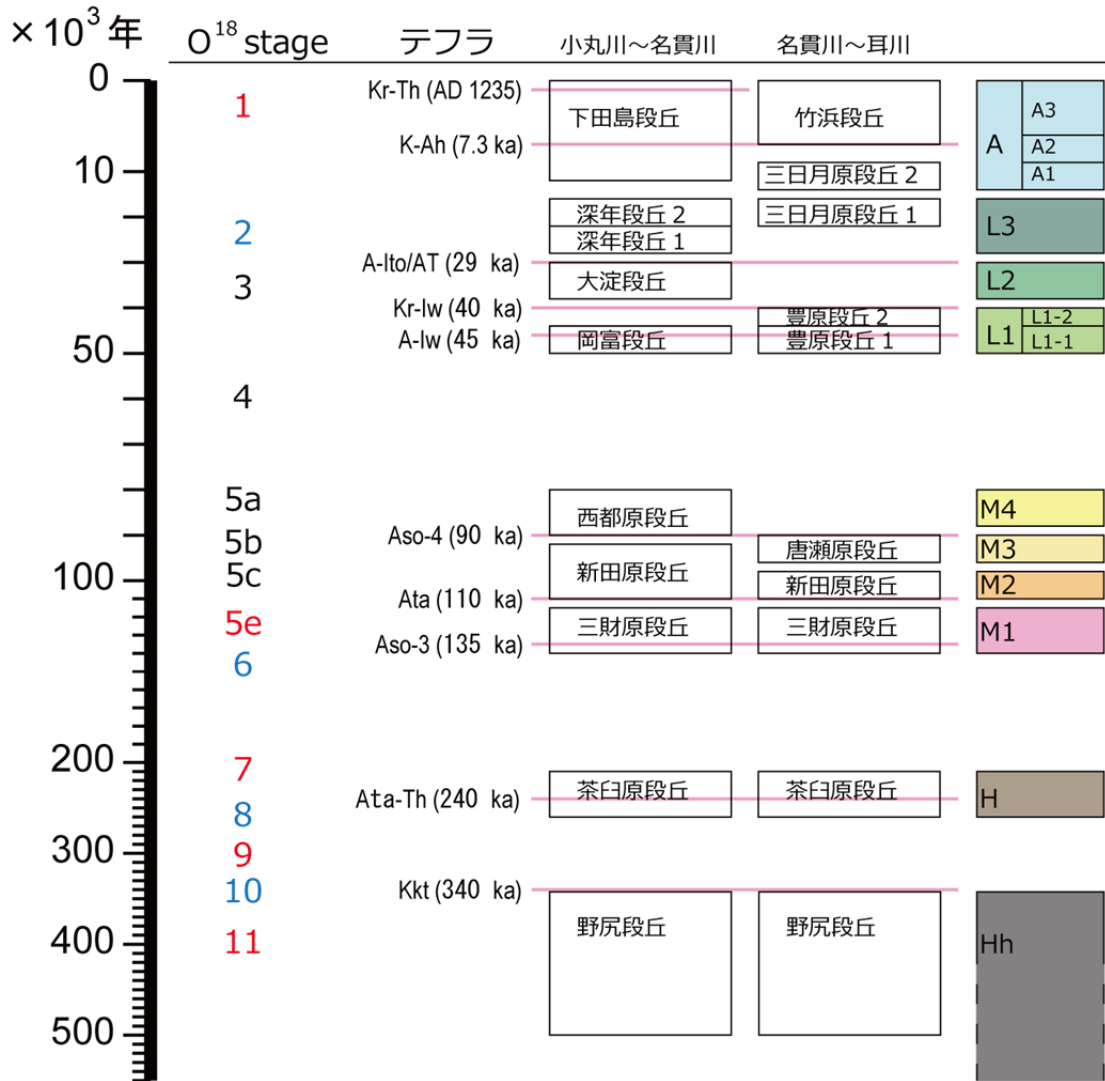 × 10³ 年 O¹⁸ stage テフラ 小丸川～名貫川 名貫川～耳川
0
Kr-Th (AD 1235)
1
下田島段丘 竹浜段丘 A A3
K-Ah (7.3 ka) A2
10 三日月原段丘 2 A1
深年段丘 2 三日月原段丘 1 L3
2
深年段丘 1
A-Ito/AT (29 ka)
3 大淀段丘 L2
Kr-Iw (40 ka) 豊原段丘 2 L1-2
A-Iw (45 ka) 岡富段丘 豊原段丘 1 L1 L1-1
50
4
5a M4
西都原段丘
Aso-4 (90 ka)
5b 唐瀬原段丘 M3
5c 新田原段丘
100 新田原段丘 M2
Ata (110 ka)
5e 三財原段丘 三財原段丘 M1
Aso-3 (135 ka)
6
200 7
茶臼原段丘 茶臼原段丘 H
Ata-Th (240 ka)
8
300 9
10 Kkt (340 ka)
野尻段丘 野尻段丘
400 11 Hh
500